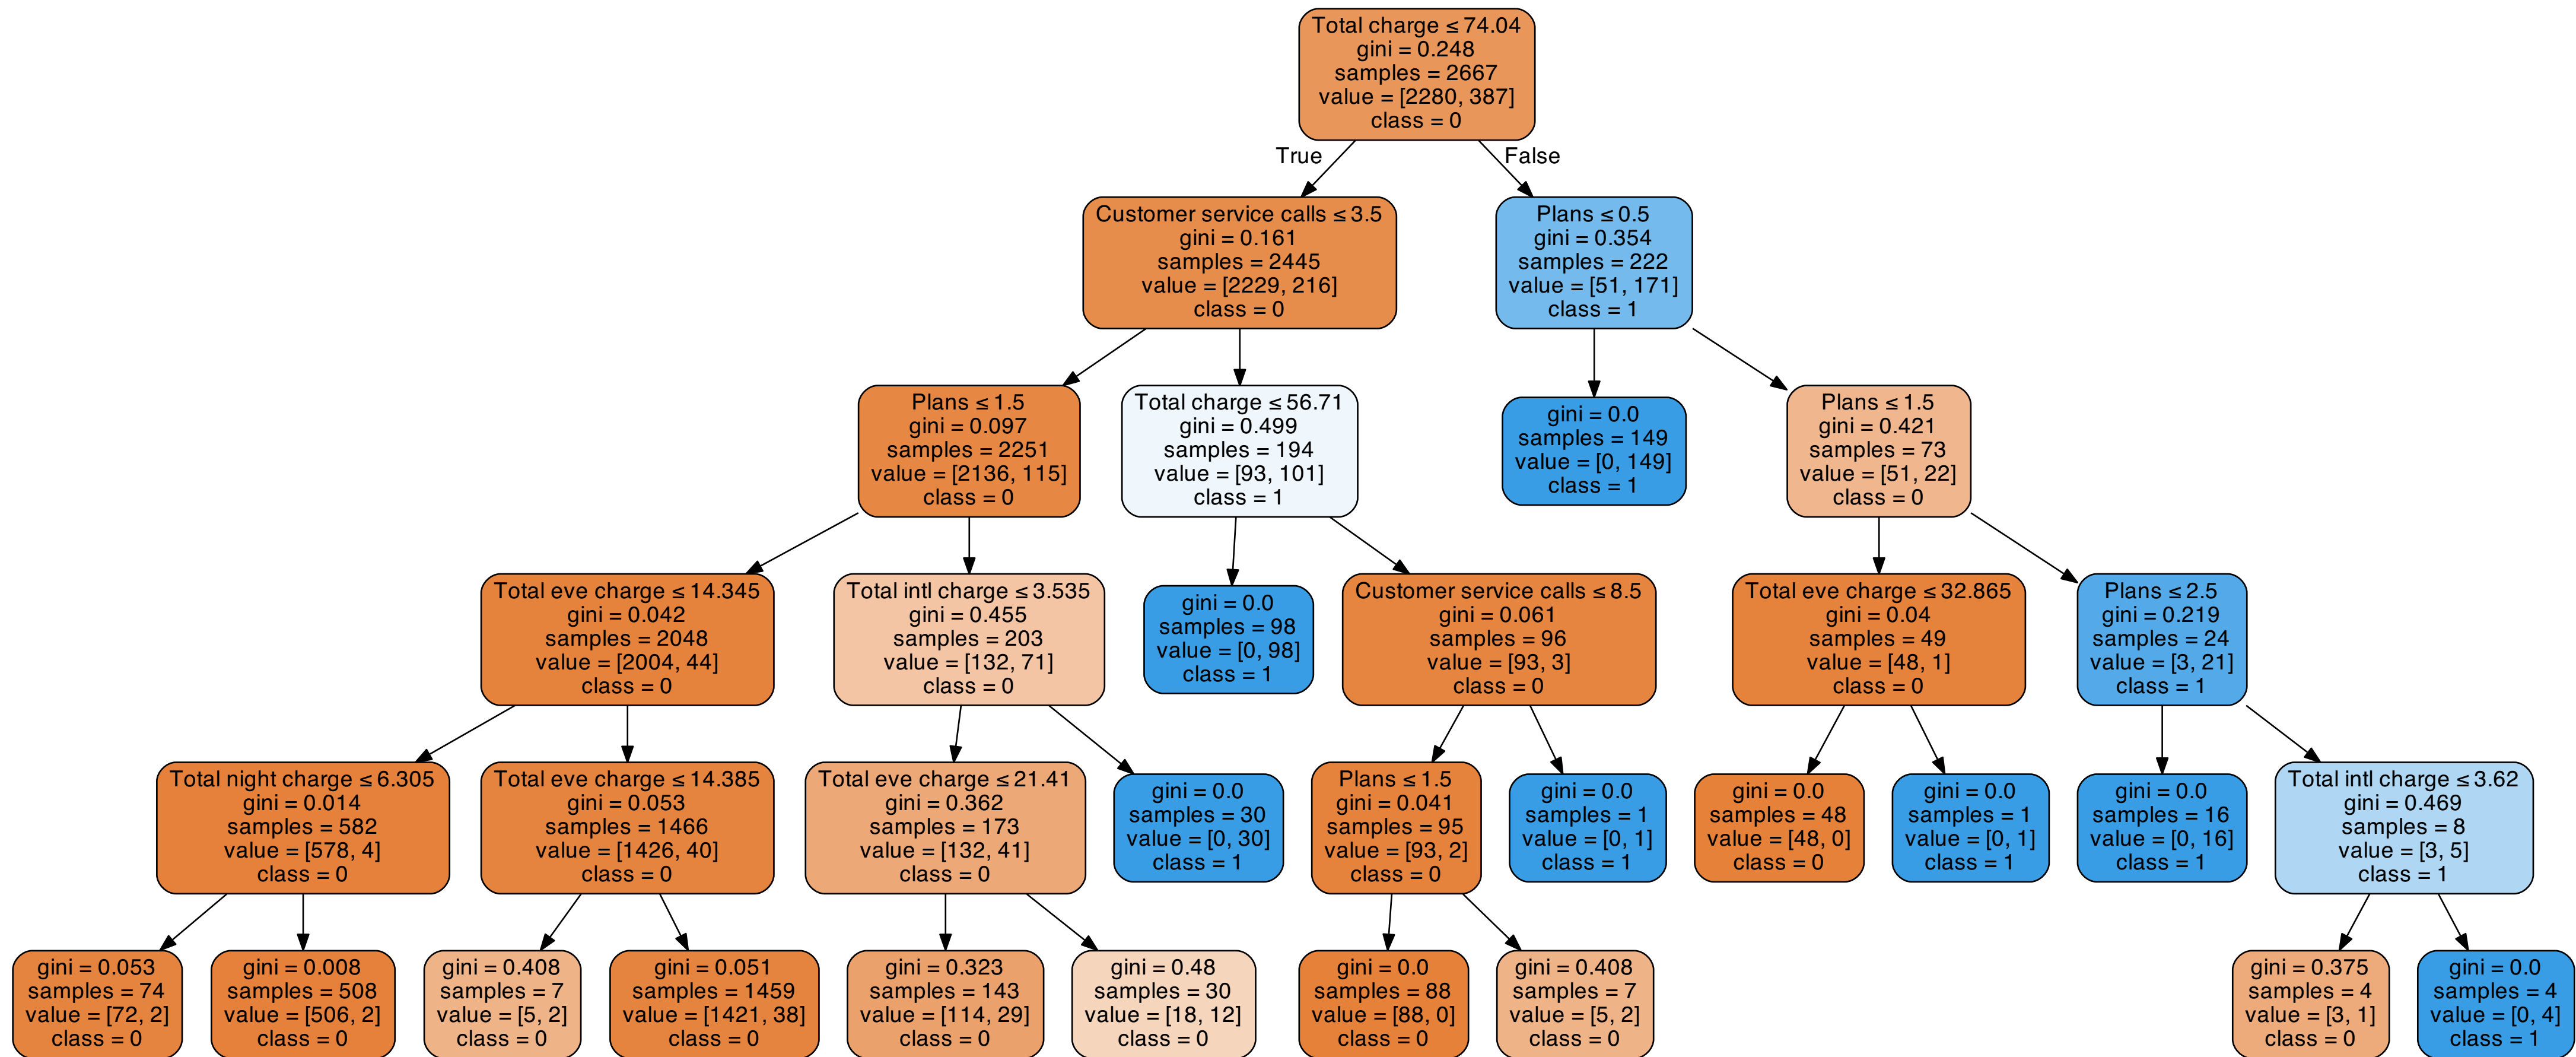 Total charge ≤ 74.04
gini = 0.248
samples = 2667
value = [2280, 387]
class = 0
True
False
Customer service calls ≤ 3.5
gini = 0.161
samples = 2445
value = [2229, 216]
class = 0
Plans ≤ 0.5
gini = 0.354
samples = 222
value = [51, 171]
class = 1
Plans ≤ 1.5
gini = 0.097
samples = 2251
value = [2136, 115]
class = 0
Total charge ≤ 56.71
gini = 0.499
samples = 194
value = [93, 101]
class = 1
gini = 0.0
samples = 149
value = [0, 149]
class = 1
Plans ≤ 1.5
gini = 0.421
samples = 73
value = [51, 22]
class = 0
Total eve charge ≤ 14.345
gini = 0.042
samples = 2048
value = [2004, 44]
class = 0
Total intl charge ≤ 3.535
gini = 0.455
samples = 203
value = [132, 71]
class = 0
gini = 0.0
samples = 98
value = [0, 98]
class = 1
Customer service calls ≤ 8.5
gini = 0.061
samples = 96
value = [93, 3]
class = 0
Total eve charge ≤ 32.865
gini = 0.04
samples = 49
value = [48, 1]
class = 0
Plans ≤ 2.5
gini = 0.219
samples = 24
value = [3, 21]
class = 1
Total night charge ≤ 6.305
gini = 0.014
samples = 582
value = [578, 4]
class = 0
Total eve charge ≤ 14.385
gini = 0.053
samples = 1466
value = [1426, 40]
class = 0
Total eve charge ≤ 21.41
gini = 0.362
samples = 173
value = [132, 41]
class = 0
gini = 0.0
samples = 30
value = [0, 30]
class = 1
Plans ≤ 1.5
gini = 0.041
samples = 95
value = [93, 2]
class = 0
gini = 0.0
samples = 1
value = [0, 1]
class = 1
gini = 0.0
samples = 48
value = [48, 0]
class = 0
gini = 0.0
samples = 1
value = [0, 1]
class = 1
gini = 0.0
samples = 16
value = [0, 16]
class = 1
Total intl charge ≤ 3.62
gini = 0.469
samples = 8
value = [3, 5]
class = 1
gini = 0.053
samples = 74
value = [72, 2]
class = 0
gini = 0.008
samples = 508
value = [506, 2]
class = 0
gini = 0.408
samples = 7
value = [5, 2]
class = 0
gini = 0.051
samples = 1459
value = [1421, 38]
class = 0
gini = 0.323
samples = 143
value = [114, 29]
class = 0
gini = 0.48
samples = 30
value = [18, 12]
class = 0
gini = 0.0
samples = 88
value = [88, 0]
class = 0
gini = 0.408
samples = 7
value = [5, 2]
class = 0
gini = 0.375
samples = 4
value = [3, 1]
class = 0
gini = 0.0
samples = 4
value = [0, 4]
class = 1